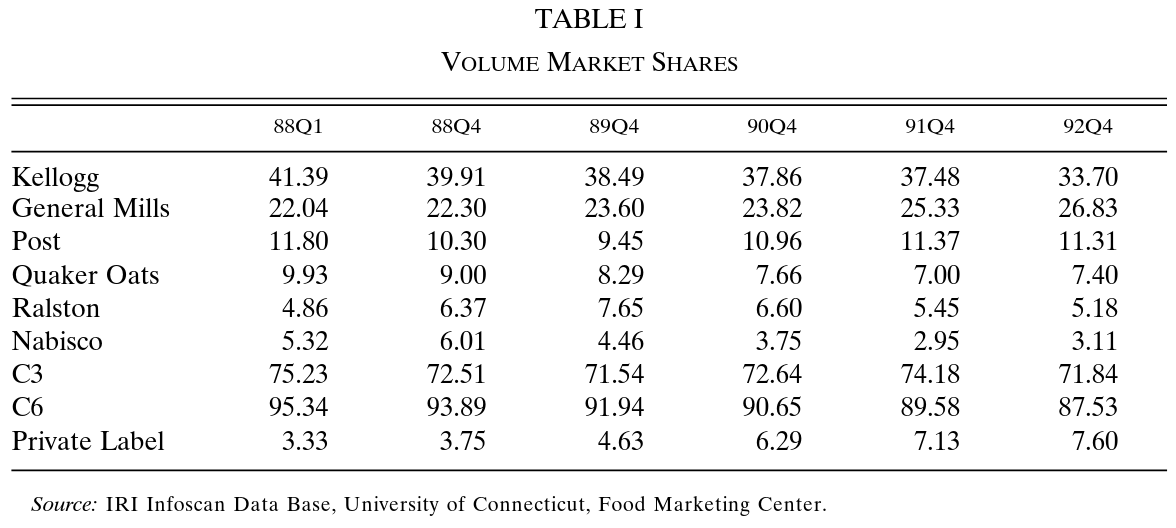 TABLE I
VOLUME MARKET SHARES
88Q1 88Q4 89Q4 90Q4 91Q4 92Q4
Kellogg 41.39 39.91 38.49 37.86 37.48 33.70
General Mills 22.04 22.30 23.60 23.82 25.33 26.83
Post 11.80 10.30 9.45 10.96 11.37 11.31
Quaker Oats 9.93 9.00 8.29 7.66 7.00 7.40
Ralston 4.86 6.37 7.65 6.60 5.45 5.18
Nabisco 5.32 6.01 4.46 3.75 2.95 3.11
C3 75.23 72.51 71.54 72.64 74.18 71.84
C6 95.34 93.89 91.94 90.65 89.58 87.53
Private Label 3.33 3.75 4.63 6.29 7.13 7.60
Source: IRI Infoscan Data Base, University of Connecticut, Food Marketing Center.